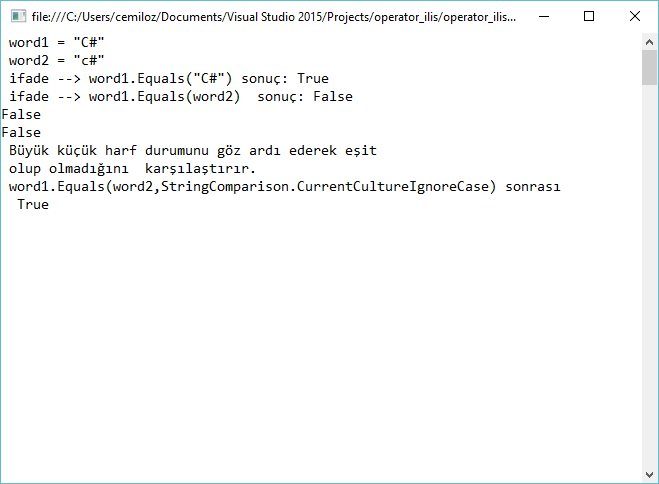 file:///C:/Users/cemiloz/Documents/Visual Studio 2015/Projects/operator_ilis/operator_ilis...
word1 = "C#"
word2 = "c#"
ifade --> word1.Equals("C#") sonuç: True
ifade --> word1.Equals(word2)  sonuç: False
False
False
Büyük küçük harf durumunu göz ardı ederek eşit
olup olmadığını  karşılaştırır.
word1.Equals(word2,StringComparison.CurrentCultureIgnoreCase) sonrası
True